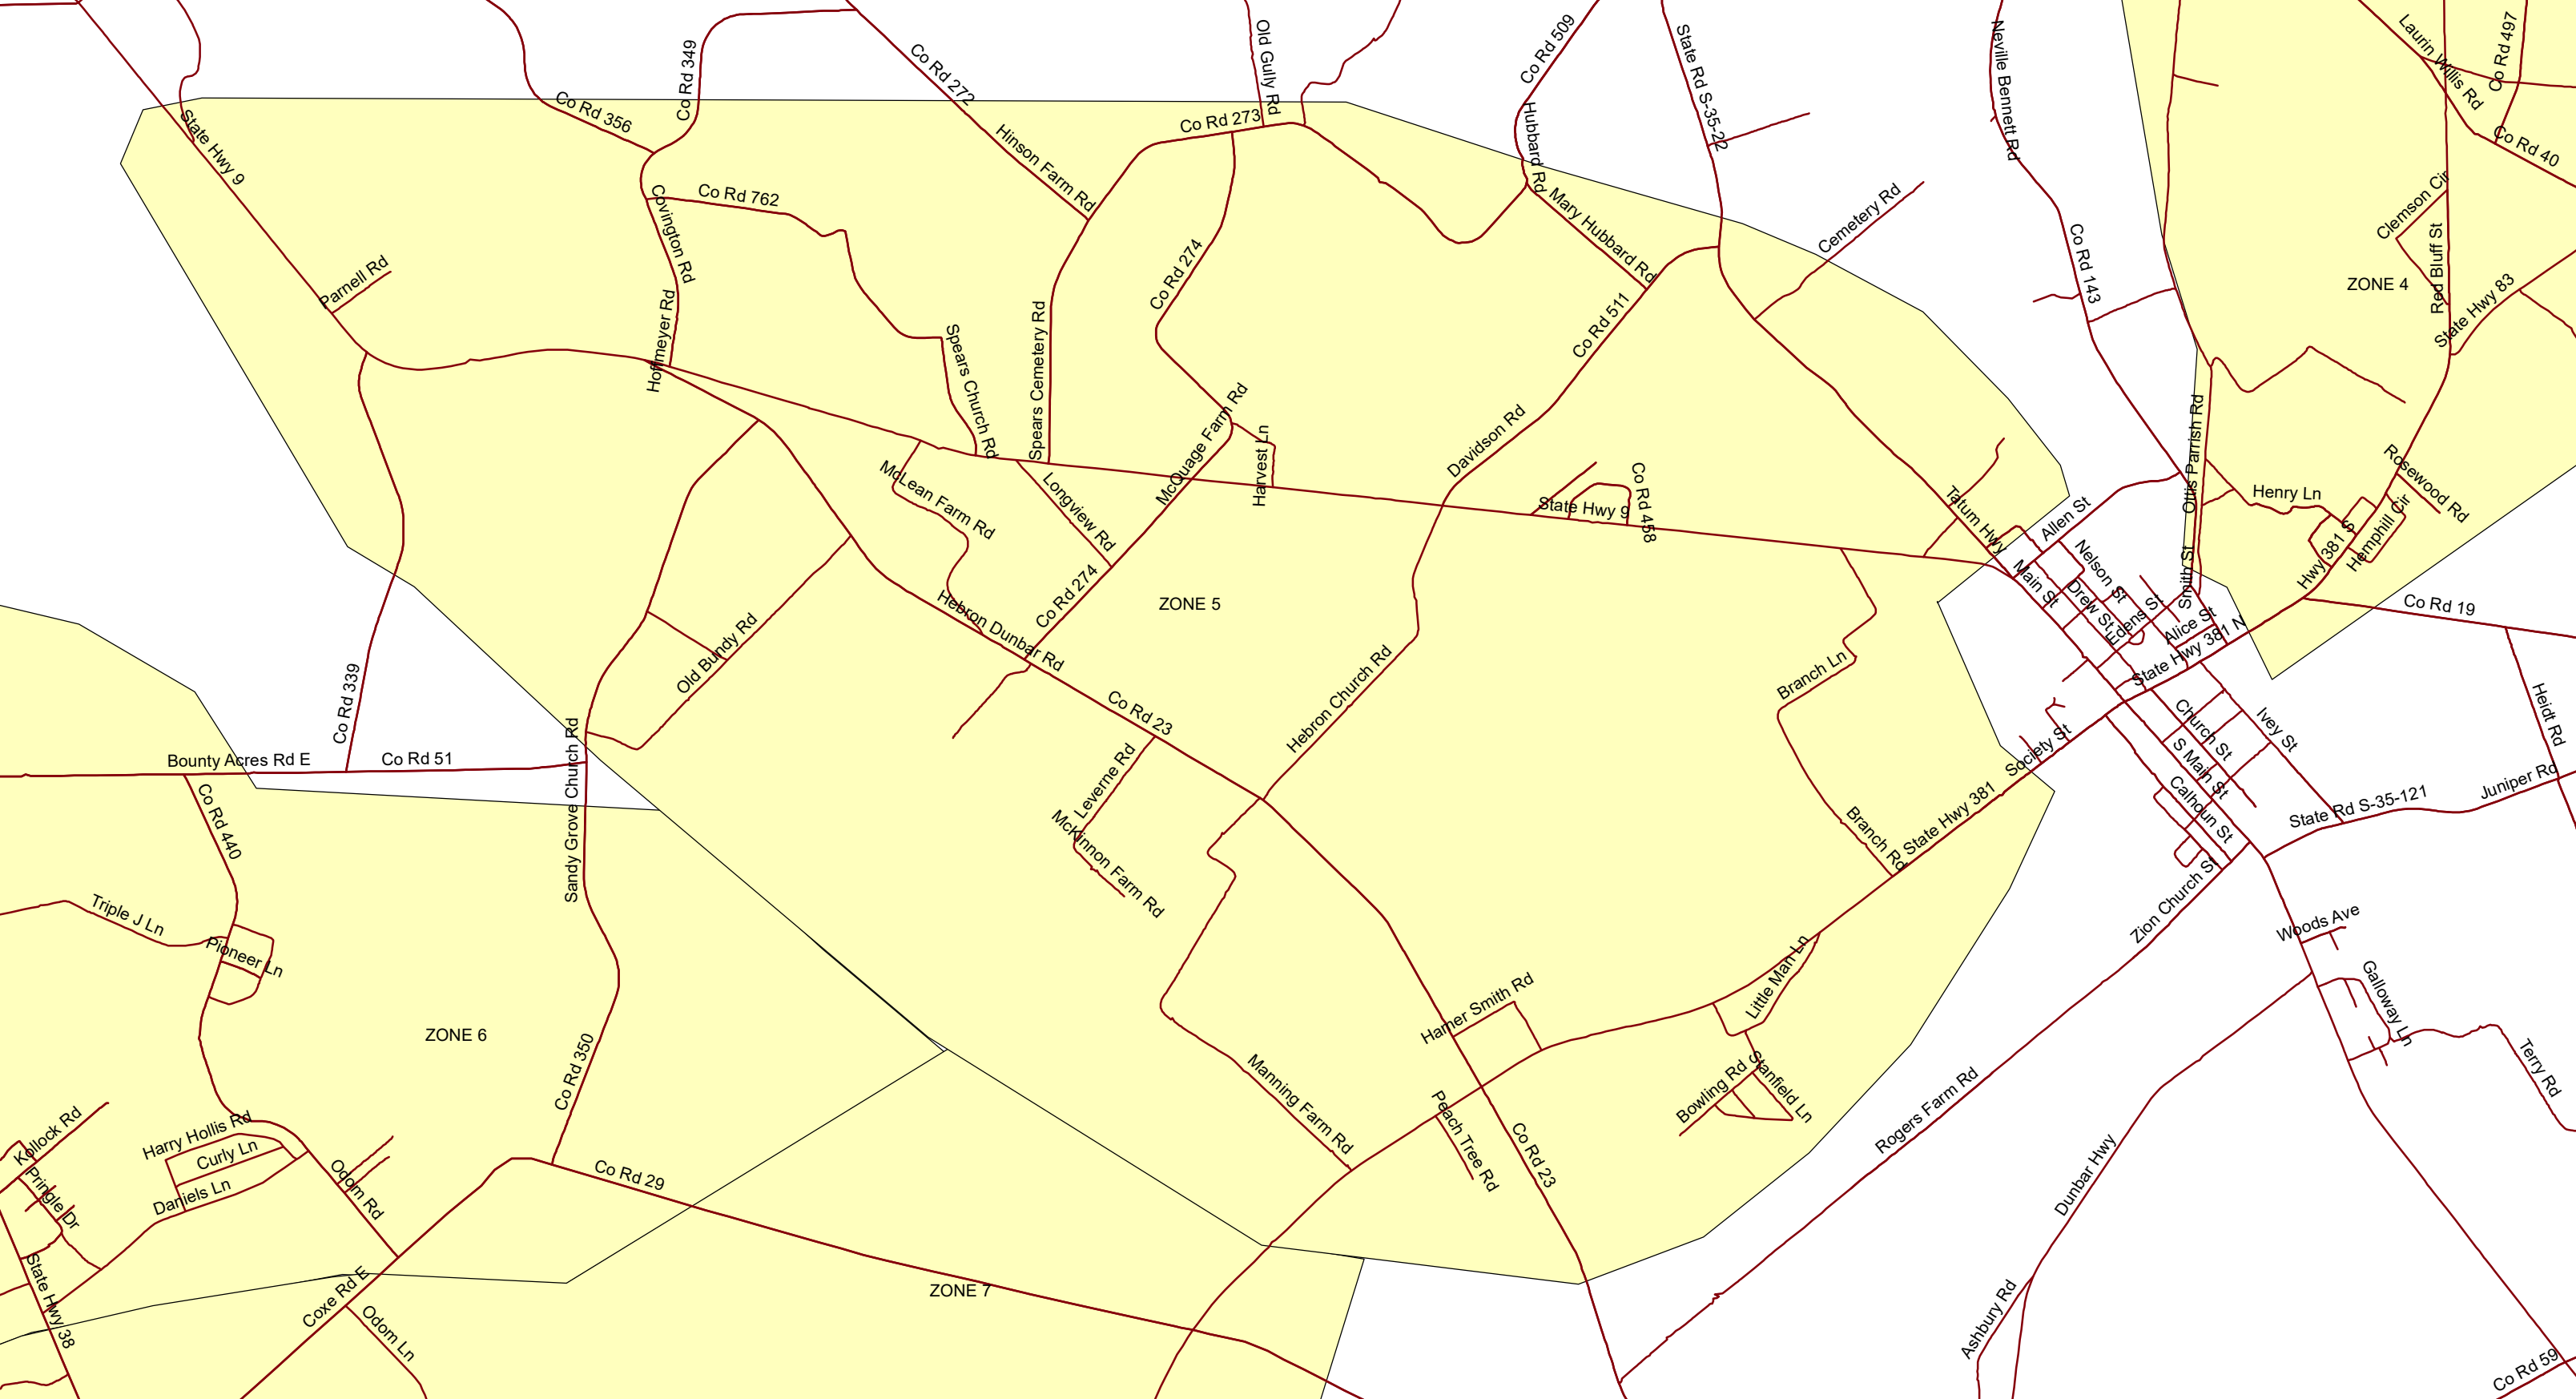 Old Gully Rd
Co Rd 509
State Rd S-35-22
Neville Bennett Rd
Laurin Willis Rd
Co Rd 497
Co Rd 349
Co Rd 272
Co Rd 356
State Hwy 9
Co Rd 273
Hinson Farm Rd
Hubbard Rd
Co Rd 40
Co Rd 762
Covington Rd
Mary Hubbard Rd
Cemetery Rd
Clemson Cir
Co Rd 143
Red Bluff St
ZONE 4
Parnell Rd
Co Rd 274
State Hwy 83
Hoffmeyer Rd
Spears Church Rd
Spears Cemetery Rd
Co Rd 511
McQuage Farm Rd
Harvest Ln
Davidson Rd
Ottis Parrish Rd
Rosewood Rd
McLean Farm Rd
Longview Rd
State Hwy 9
Co Rd 458
Tatum Hwy
Allen St
Henry Ln
Hwy 381 S
Hemphill Cir
Main St
Nelson St
Drew St
Edens St
Smith St
Alice St
State Hwy 381 N
Co Rd 19
Co Rd 274
ZONE 5
Hebron Dunbar Rd
Old Bundy Rd
Co Rd 339
Co Rd 23
Hebron Church Rd
Branch Ln
Heidt Rd
Church St
Ivey St
Society St
S Main St
Calhoun St
Bounty Acres Rd E
Co Rd 51
Sandy Grove Church Rd
Leverne Rd
McKinnon Farm Rd
Branch Rd
State Hwy 381
State Rd S-35-121
Juniper Rd
Co Rd 440
Triple J Ln
Pioneer Ln
Zion Church St
Woods Ave
Galloway Ln
Terry Rd
Little Man Ln
Hamer Smith Rd
ZONE 6
Co Rd 350
Manning Farm Rd
Peach Tree Rd
Co Rd 23
Bowling Rd
Stanfield Ln
Rogers Farm Rd
Dunbar Hwy
Kollock Rd
Harry Hollis Rd
Curly Ln
Daniels Ln
Pringle Dr
Odom Rd
Co Rd 29
ZONE 7
State Hwy 38
Coxe Rd E
Odom Ln
Ashbury Rd
Co Rd 59